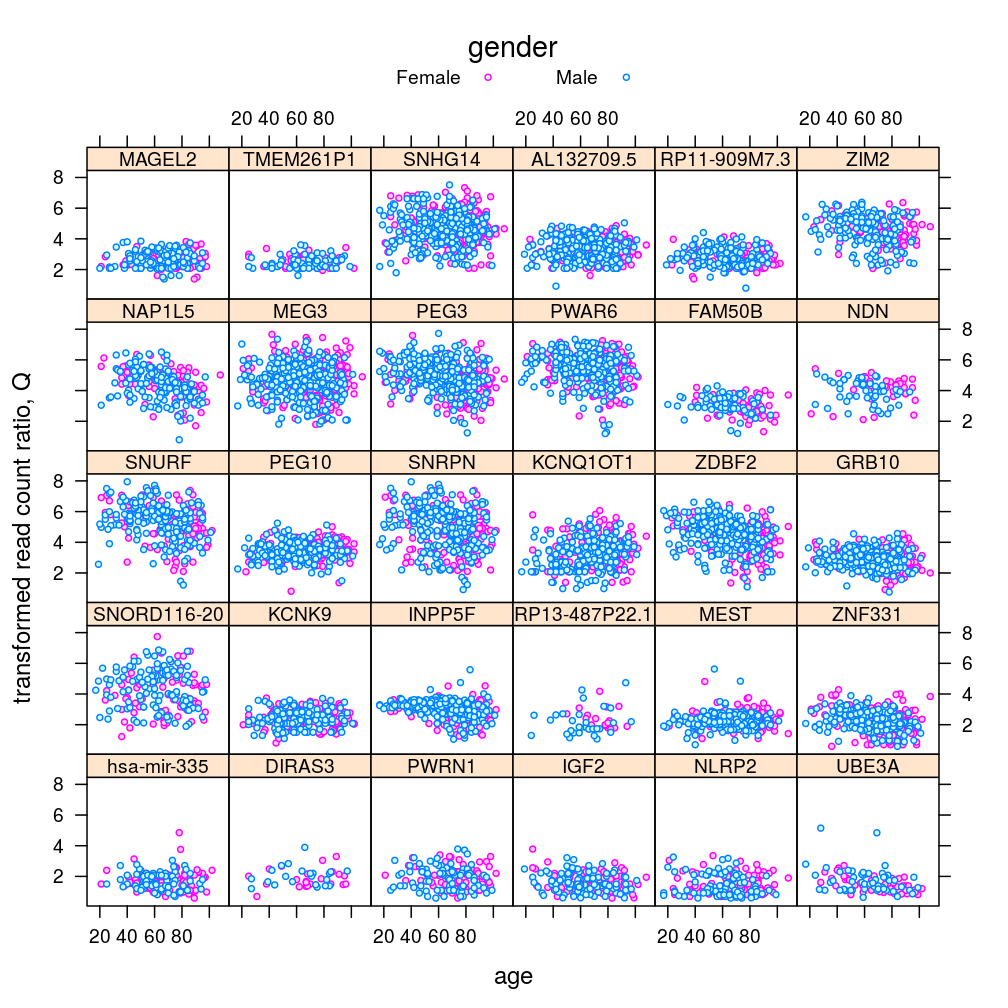 gender
Female Male
20 40 60 80 20 40 60 80 20 40 60 80
MAGEL2 TMEM261P1 SNHG14 AL132709.5 RP11-909M7.3 ZIM2
8
6
4
2
NAP1L5 MEG3 PEG3 PWAR6 FAM50B NDN
8
6
4
2
SNURF PEG10 SNRPN KCNQ1OT1 ZDBF2 GRB10
8
6
4
2
SNORD116-20 KCNK9 INPP5F RP13-487P22.1 MEST ZNF331
8
6
4
2
hsa-mir-335 DIRAS3 PWRN1 IGF2 NLRP2 UBE3A
8
6
4
2
20 40 60 80 20 40 60 80 20 40 60 80
transformed read count ratio, Q
age